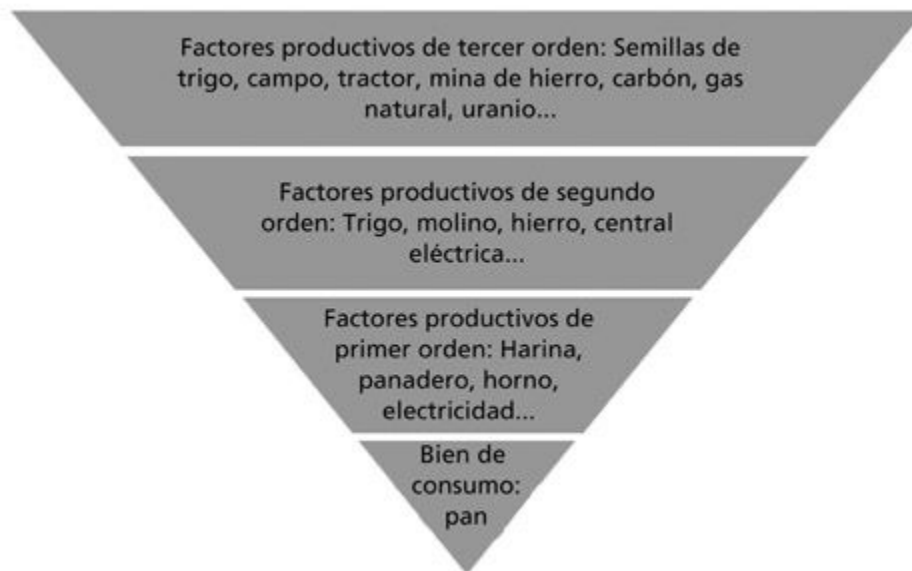 Factores productivos de tercer orden: Semillas de
trigo, campo, tractor, mina de hierro, carbón, gas
natural, uranio...
Factores productivos de segundo
orden: Trigo, molino, hierro, central
eléctrica...
Factores productivos de
primer orden: Harina,
panadero, horno,
electricidad...
Bien de
consumo:
pan